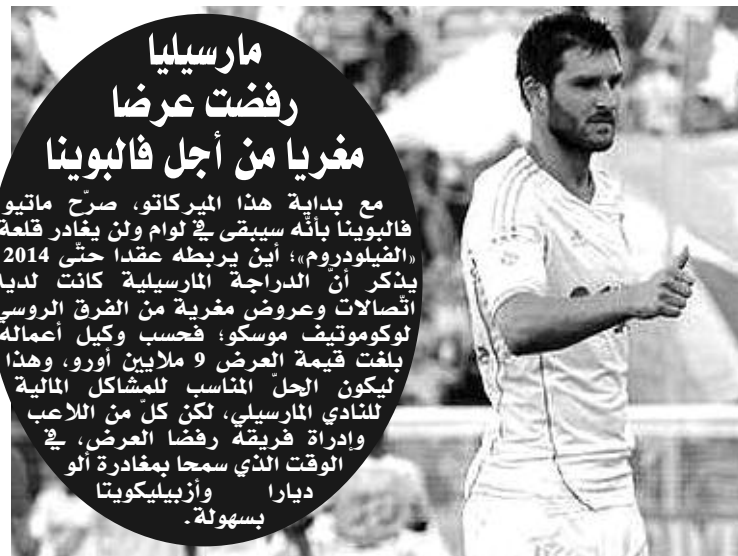 مارسيليا
رفضت عرضا
مغريا من أجل فالبوينا
مع بداية هذا الميركاتو، صرّح ماتيو
فالبوينا بأنّه سيبقى في لوام ولن يغادر قلعة
«الفيلودروم»؛ أين يربطه عقدا حتّى 2014
يذكر أنّ الدراجة المارسيلية كانت لديه
اتّصالات وعروض مغرية من الفرق الروسي
لوكوموتيف موسكو؛ فحسب وكيل أعماله
بلغت قيمة العرض 9 ملايين أورو، وهذا
ليكون الحلّ المناسب للمشاكل المالية
للنادي المارسيلي، لكن كلّ من اللاعب
وإدراة فريقه رفضا العرض، في
الوقت الذي سمحا بمغادرة ألو
ديارا وأزبيليكويتا
بسهولة.